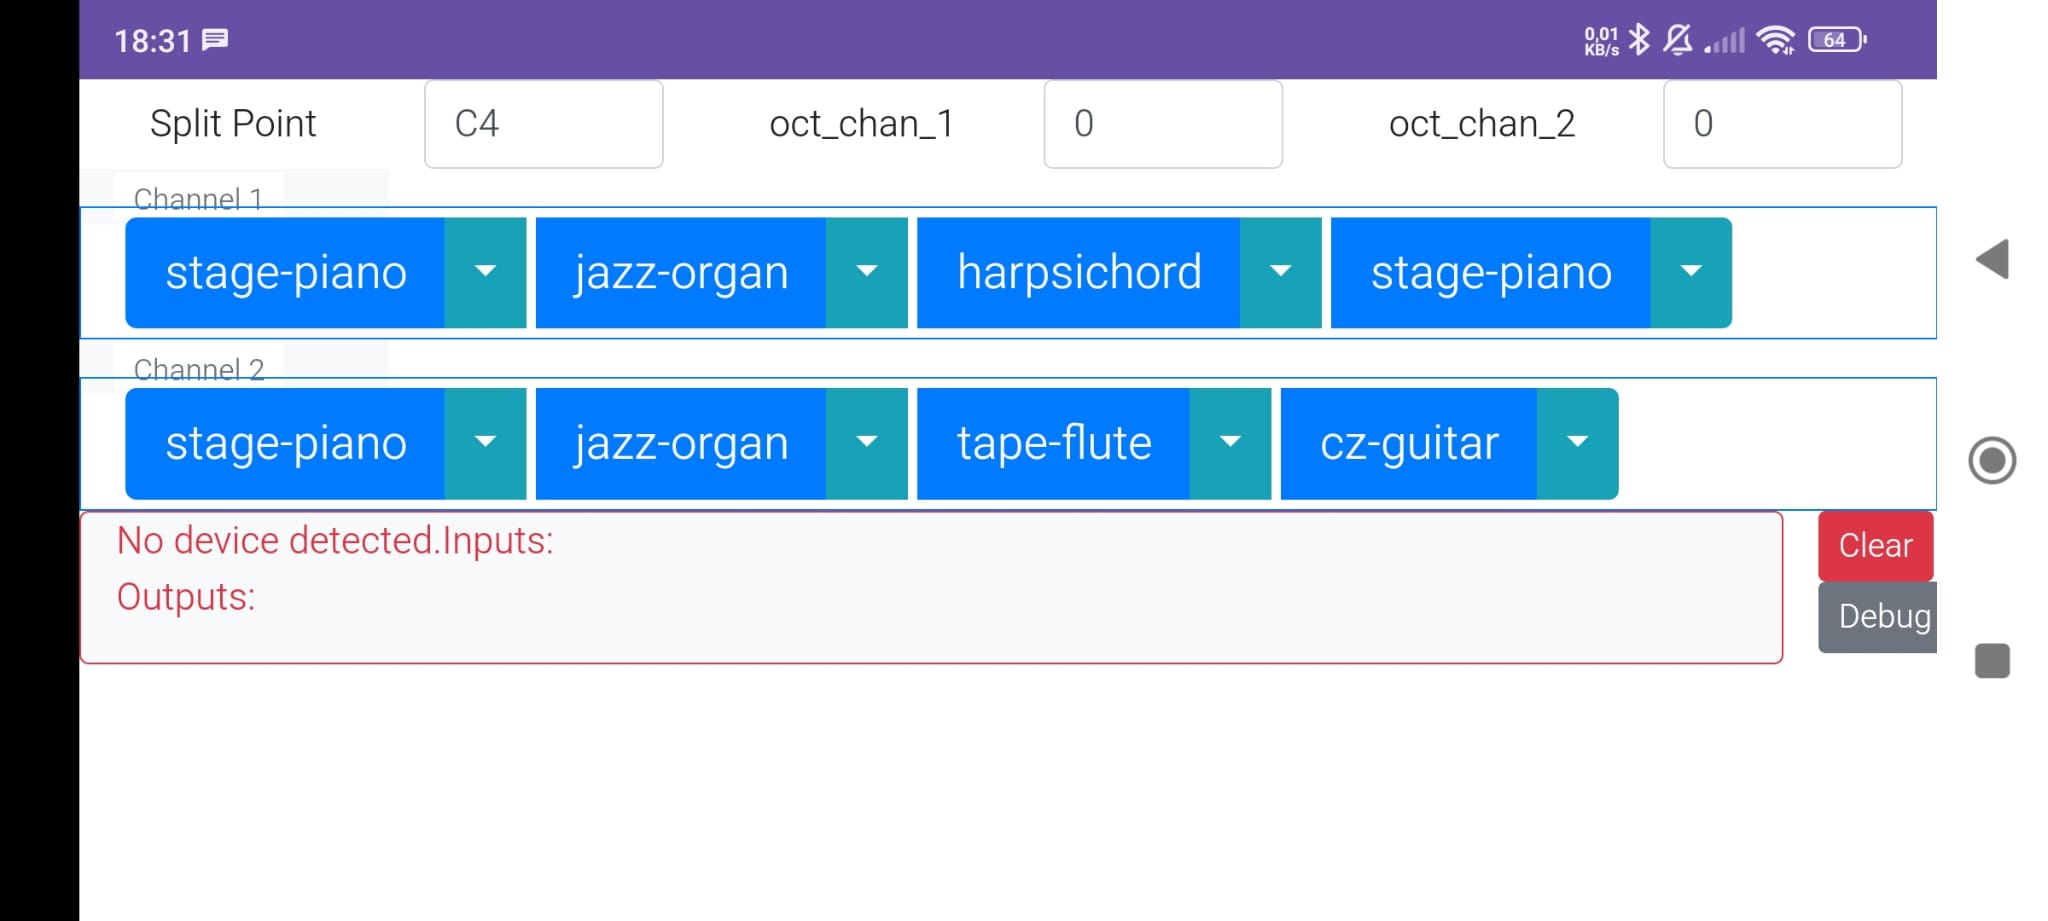 18:31 0,01 KB/s 64
Split Point C4 oct_chan_1 0 oct_chan_2 0
Channel 1
stage-piano jazz-organ harpsichord stage-piano
Channel 2
stage-piano jazz-organ tape-flute cz-guitar
No device detected.Inputs:
Outputs:
Clear
Debug